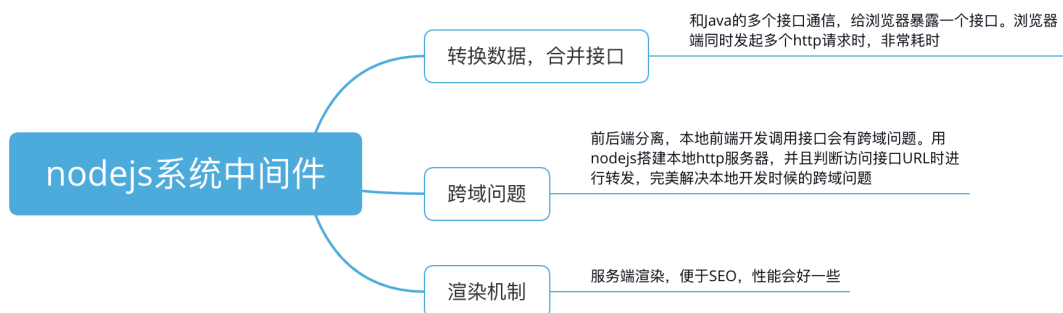 nodejs系统中间件
转换数据，合并接口
和Java的多个接口通信，给浏览器暴露一个接口。浏览器
端同时发起多个http请求时，非常耗时
跨域问题
前后端分离，本地前端开发调用接口会有跨域问题。用
nodejs搭建本地http服务器，并且判断访问接口URL时进
行转发，完美解决本地开发时候的跨域问题
渲染机制
服务端渲染，便于SEO，性能会好一些